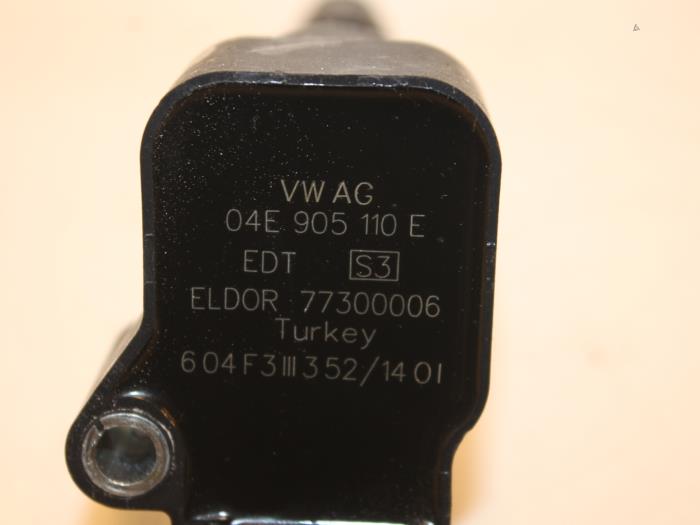 VW AG
04E 905 110 E
EDT S3
ELDOR 77300006
Turkey
604F3III352/1401